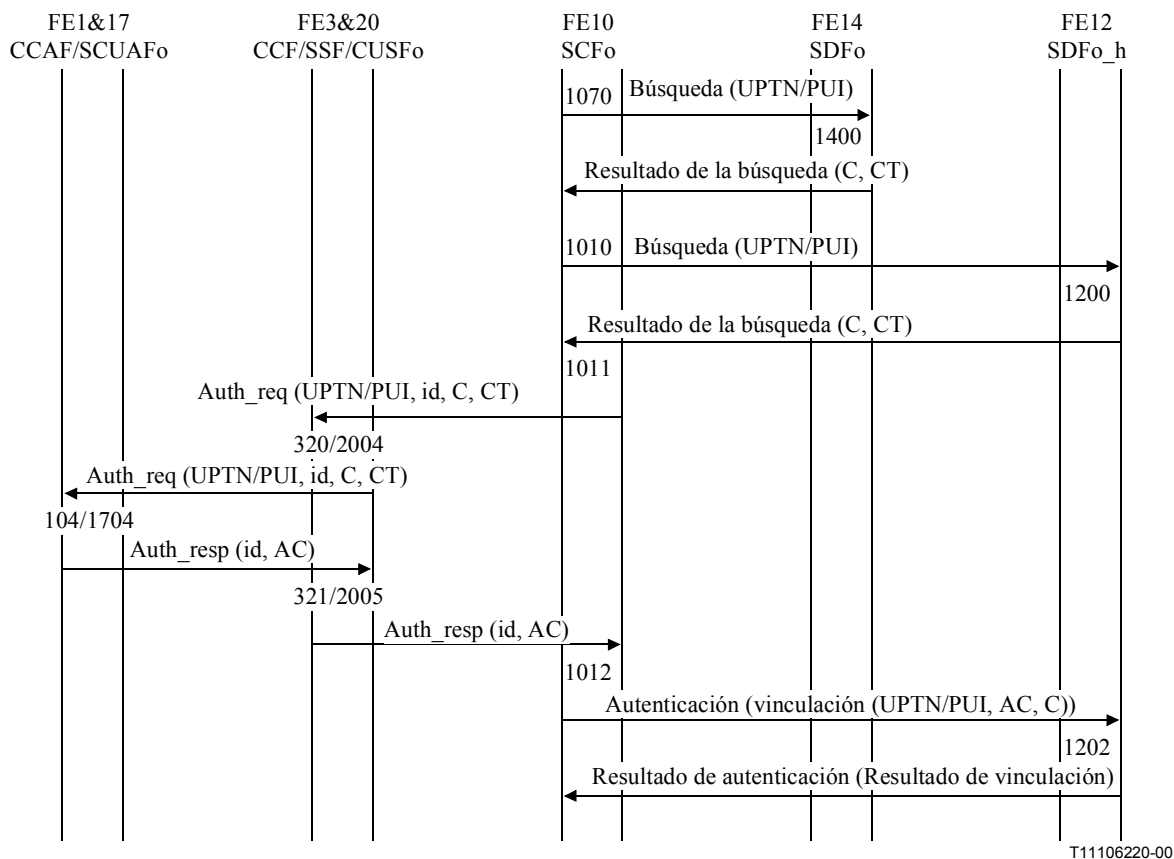 FE1&17 FE3&20 FE10 FE14 FE12
CCAF/SCUAFo CCF/SSF/CUSFo SCFo SDFo SDFo_h
1070 Búsqueda (UPTN/PUI)
1400
Resultado de la búsqueda (C, CT)
1010 Búsqueda (UPTN/PUI)
1200
Resultado de la búsqueda (C, CT)
1011
Auth_req (UPTN/PUI, id, C, CT)
320/2004
Auth_req (UPTN/PUI, id, C, CT)
104/1704
Auth_resp (id, AC)
321/2005
Auth_resp (id, AC)
1012
Autenticación (vinculación (UPTN/PUI, AC, C))
1202
Resultado de autenticación (Resultado de vinculación)
T11106220-00